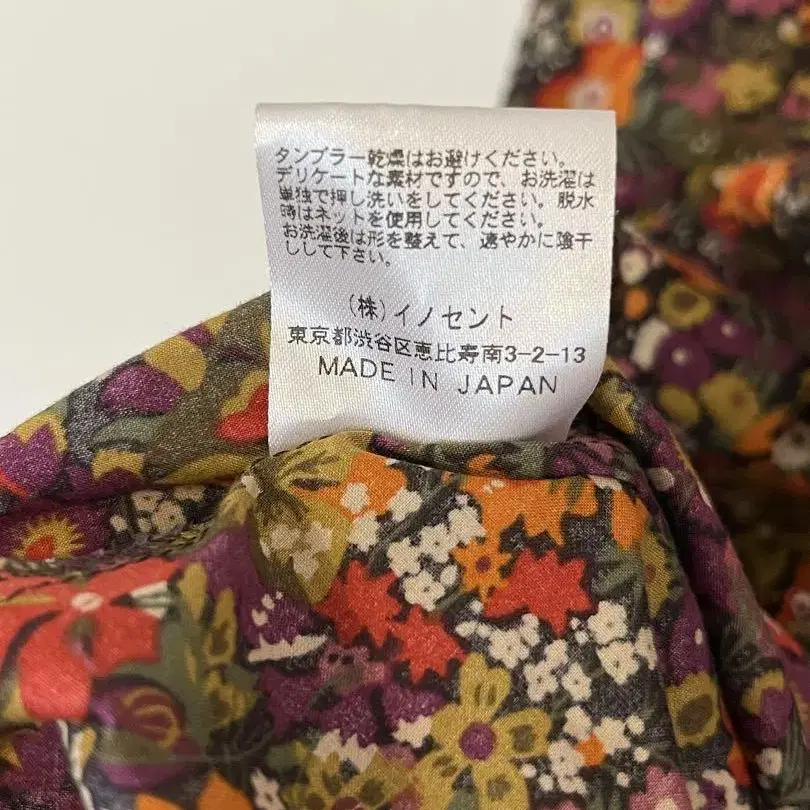 タンブラー乾燥はお避けください。
デリケートな素材ですので、お洗濯は
単独で押し洗いをしてください。脱水
時はネットを使用してください。
お洗濯後は形を整えて、速やかに陰干
しして下さい。
(株)イノセント
東京都渋谷区恵比寿南3-2-13
MADE IN JAPAN